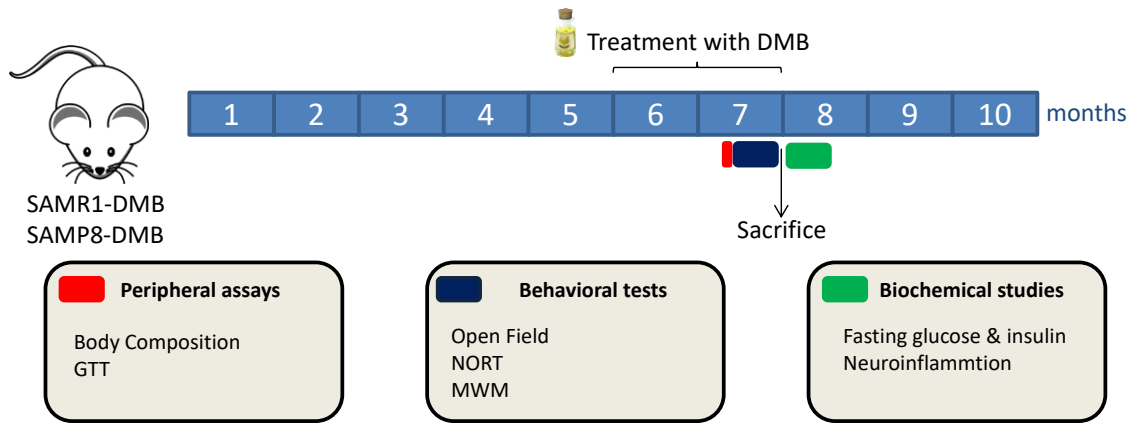 Treatment with DMB
1 2 3 4 5 6 7 8 9 10 months
SAMR1-DMB
SAMP8-DMB
Sacrifice
Peripheral assays
Body Composition
GTT
Behavioral tests
Open Field
NORT
MWM
Biochemical studies
Fasting glucose & insulin
Neuroinflammtion